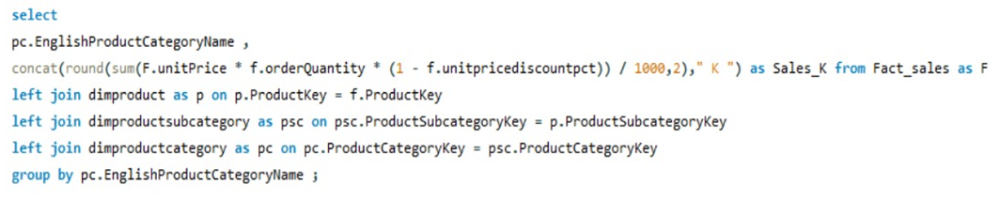 select
pc.EnglishProductCategoryName ,
concat(round(sum(F.unitPrice * f.orderQuantity * (1 - f.unitpricediscountpct)) / 1000,2)," K ") as Sales_K from Fact_sales as F
left join dimproduct as p on p.ProductKey = f.ProductKey
left join dimproductsubcategory as psc on psc.ProductSubcategoryKey = p.ProductSubcategoryKey
left join dimproductcategory as pc on pc.ProductCategoryKey = psc.ProductCategoryKey
group by pc.EnglishProductCategoryName ;